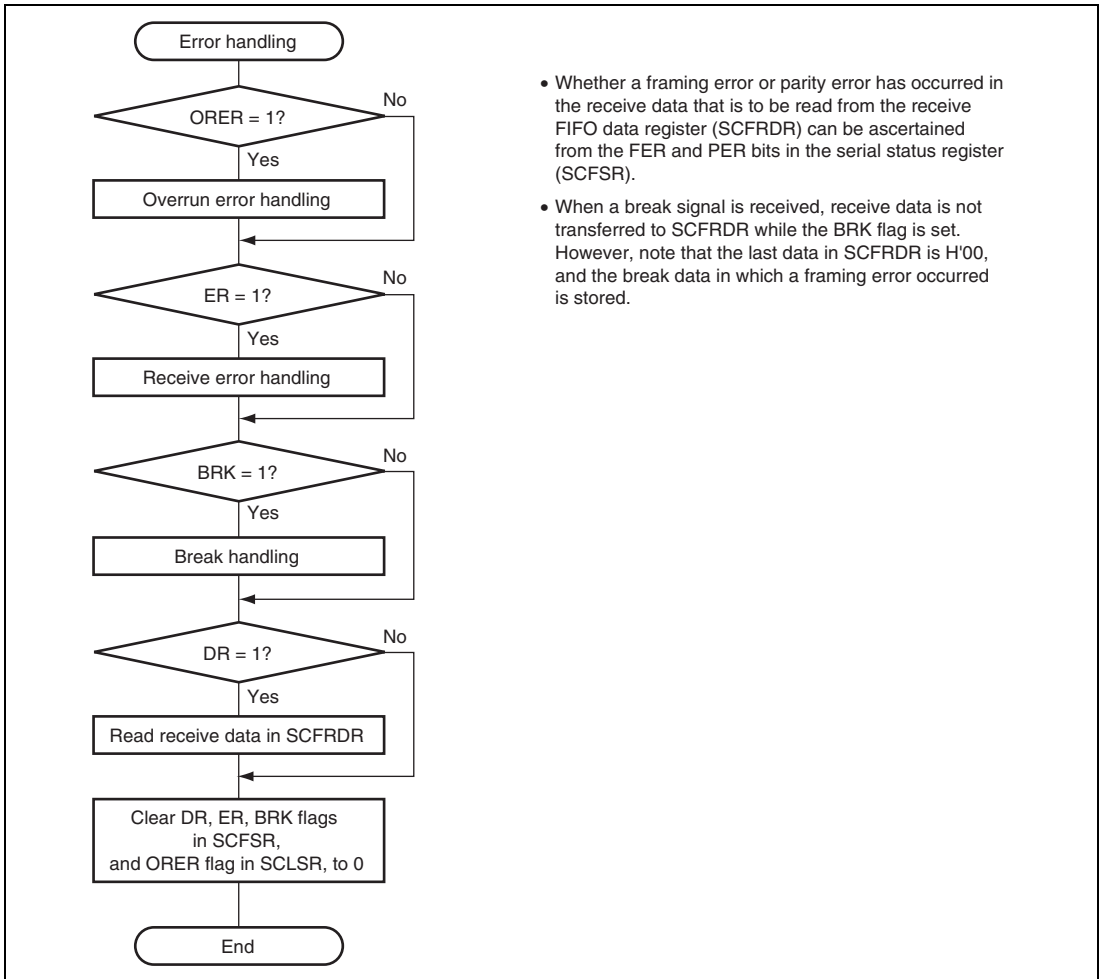 Error handling
ORER = 1?
No
Yes
Overrun error handling
ER = 1?
No
Yes
Receive error handling
BRK = 1?
No
Yes
Break handling
DR = 1?
No
Yes
Read receive data in SCFRDR
Clear DR, ER, BRK flags
in SCFSR,
and ORER flag in SCLSR, to 0
End
• Whether a framing error or parity error has occurred in
the receive data that is to be read from the receive
FIFO data register (SCFRDR) can be ascertained
from the FER and PER bits in the serial status register
(SCFSR).
• When a break signal is received, receive data is not
transferred to SCFRDR while the BRK flag is set.
However, note that the last data in SCFRDR is H'00,
and the break data in which a framing error occurred
is stored.